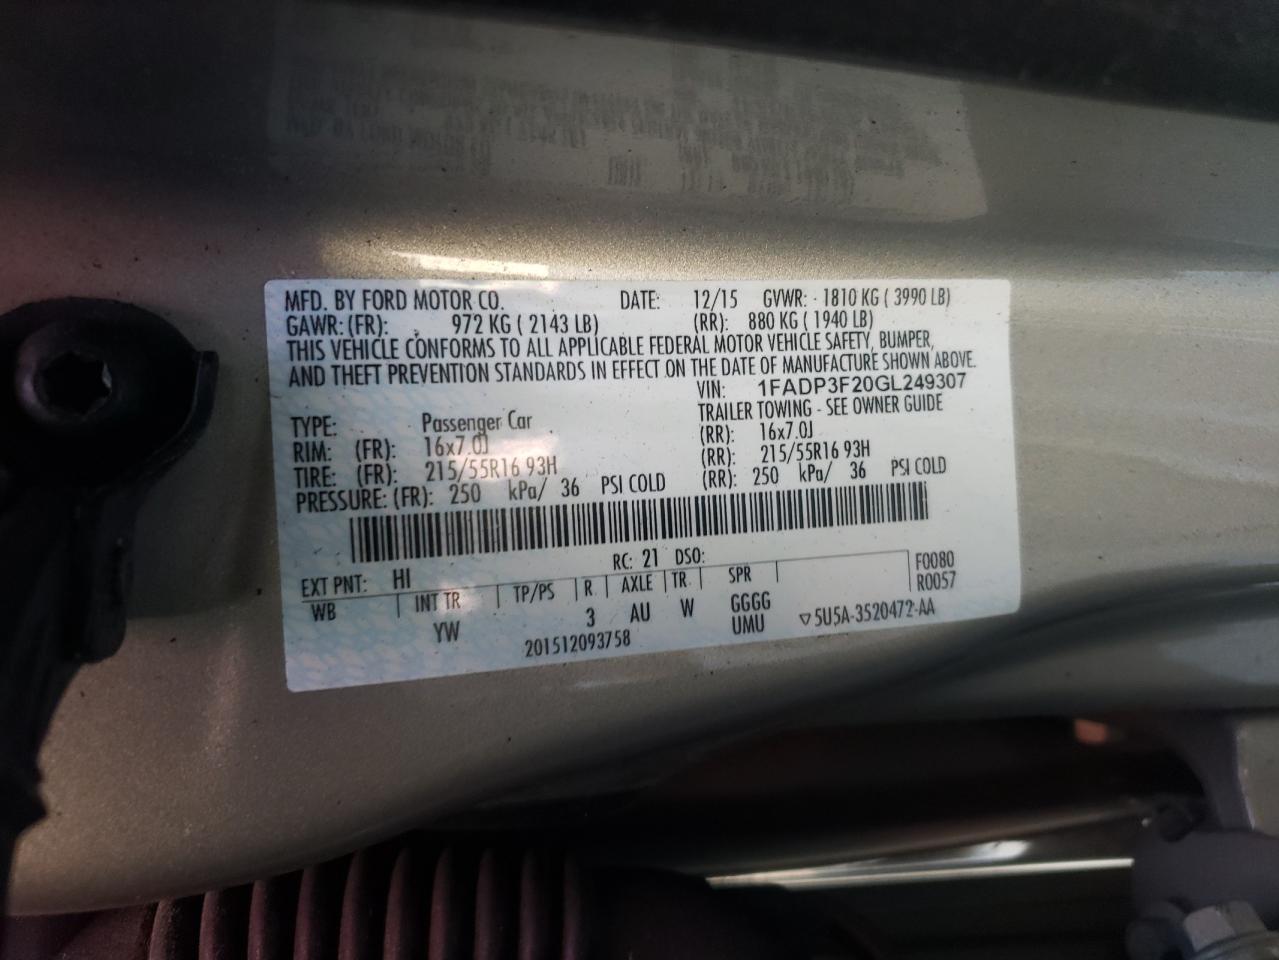 MFD. BY FORD MOTOR CO. DATE: 12/15 GVWR: 1810 KG ( 3990 LB)
GAWR: (FR): 972 KG ( 2143 LB) (RR): 880 KG ( 1940 LB)
THIS VEHICLE CONFORMS TO ALL APPLICABLE FEDERAL MOTOR VEHICLE SAFETY, BUMPER,
AND THEFT PREVENTION STANDARDS IN EFFECT ON THE DATE OF MANUFACTURE SHOWN ABOVE.
VIN: 1FADP3F20GL249307
TYPE: Passenger Car TRAILER TOWING - SEE OWNER GUIDE
RIM: (FR): 16x7.0J (RR): 16x7.0J
TIRE: (FR): 215/55R16 93H (RR): 215/55R16 93H
PRESSURE: (FR): 250 kPa/ 36 PSI COLD (RR): 250 kPa/ 36 PSI COLD
RC: 21 DSO: F0080
EXT PNT: HI R0057
WB INT TR TP/PS R AXLE TR SPR
YW 3 AU W GGGG
UMU ▽5U5A-3520472-AA
201512093758